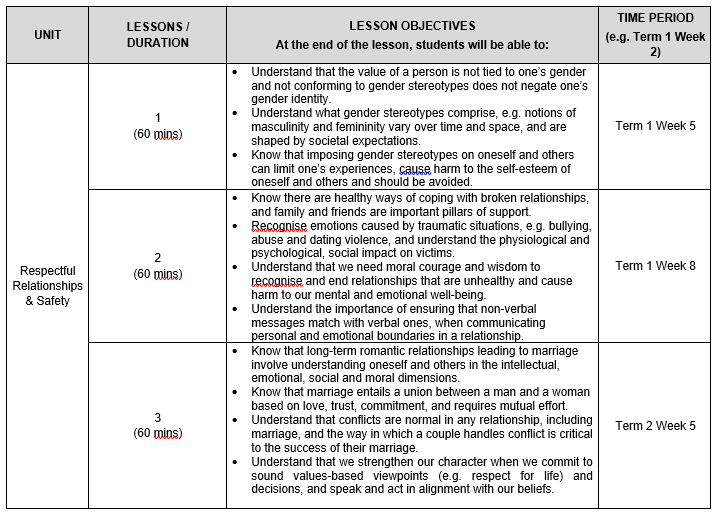 UNIT
LESSONS /
DURATION
LESSON OBJECTIVES
At the end of the lesson, students will be able to:
TIME PERIOD
(e.g. Term 1 Week
2)
Respectful
Relationships
& Safety
1
(60 mins)
• Understand that the value of a person is not tied to one's gender
and not conforming to gender stereotypes does not negate one's
gender identity.
• Understand what gender stereotypes comprise, e.g. notions of
masculinity and femininity vary over time and space, and are
shaped by societal expectations.
• Know that imposing gender stereotypes on oneself and others
can limit one's experiences, cause harm to the self-esteem of
oneself and others and should be avoided.
Term 1 Week 5
2
(60 mins)
• Know there are healthy ways of coping with broken relationships,
and family and friends are important pillars of support.
• Recognise emotions caused by traumatic situations, e.g. bullying,
abuse and dating violence, and understand the physiological and
psychological, social impact on victims.
• Understand that we need moral courage and wisdom to
recognise and end relationships that are unhealthy and cause
harm to our mental and emotional well-being.
• Understand the importance of ensuring that non-verbal
messages match with verbal ones, when communicating
personal and emotional boundaries in a relationship.
Term 1 Week 8
3
(60 mins)
• Know that long-term romantic relationships leading to marriage
involve understanding oneself and others in the intellectual,
emotional, social and moral dimensions.
• Know that marriage entails a union between a man and a woman
based on love, trust, commitment, and requires mutual effort.
• Understand that conflicts are normal in any relationship, including
marriage, and the way in which a couple handles conflict is critical
to the success of their marriage.
• Understand that we strengthen our character when we commit to
sound values-based viewpoints (e.g. respect for life) and
decisions, and speak and act in alignment with our beliefs.
Term 2 Week 5